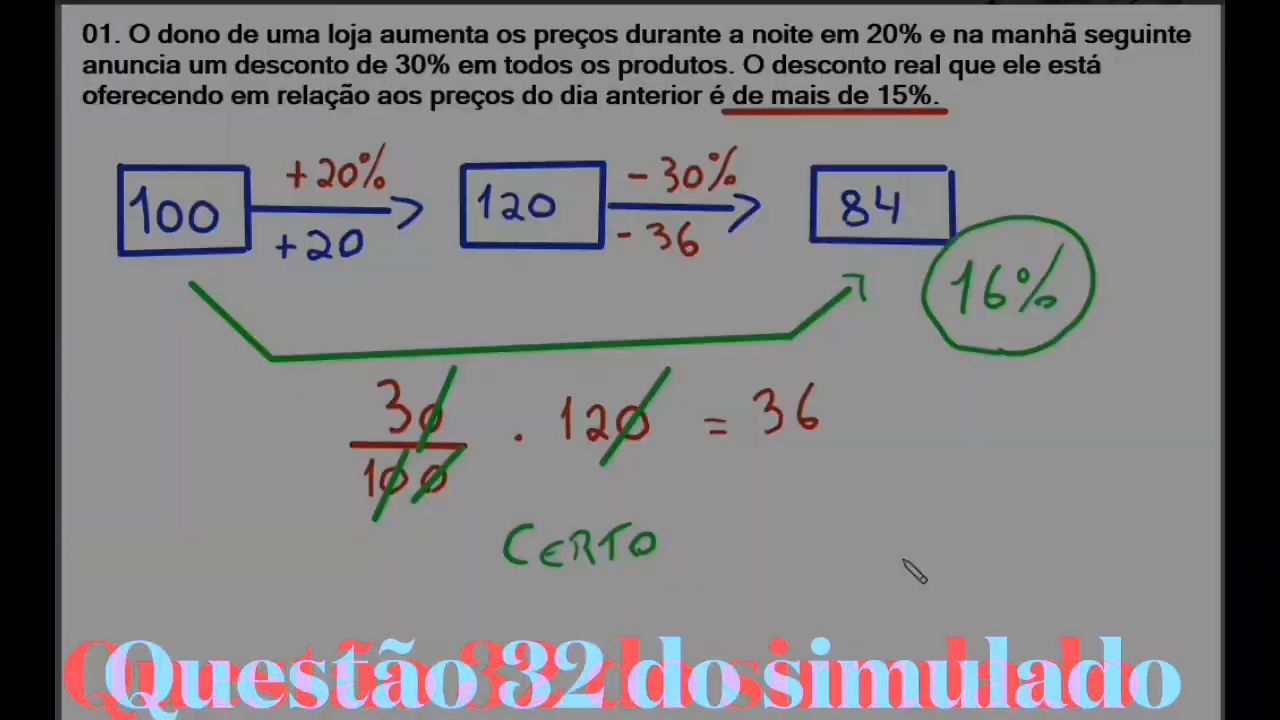 01. O dono de uma loja aumenta os preços durante a noite em 20% e na manhã seguinte
anuncia um desconto de 30% em todos os produtos. O desconto real que ele está
oferecendo em relação aos preços do dia anterior é de mais de 15%.
100 +20% 120 -30% 84
+20 -36
16%
30/100 . 120 = 36
CERTO
Questão 32 do simulado